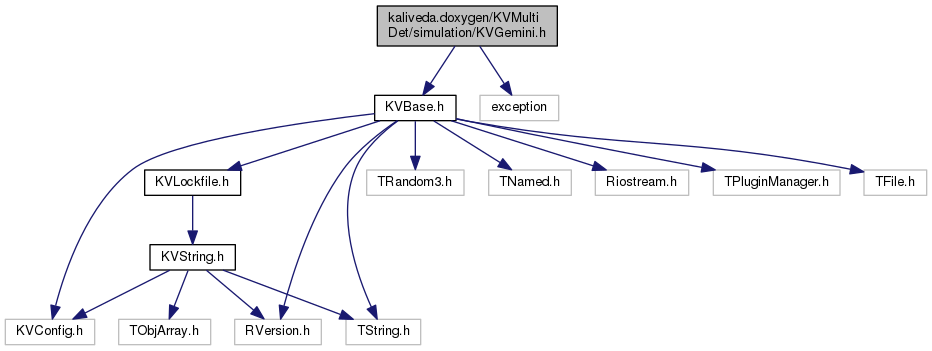 kaliveda.doxygen/KVMulti
Det/simulation/KVGemini.h
KVBase.h
exception
KVLockfile.h
TRandom3.h
TNamed.h
Riostream.h
TPluginManager.h
TFile.h
KVString.h
KVConfig.h
TObjArray.h
RVersion.h
TString.h